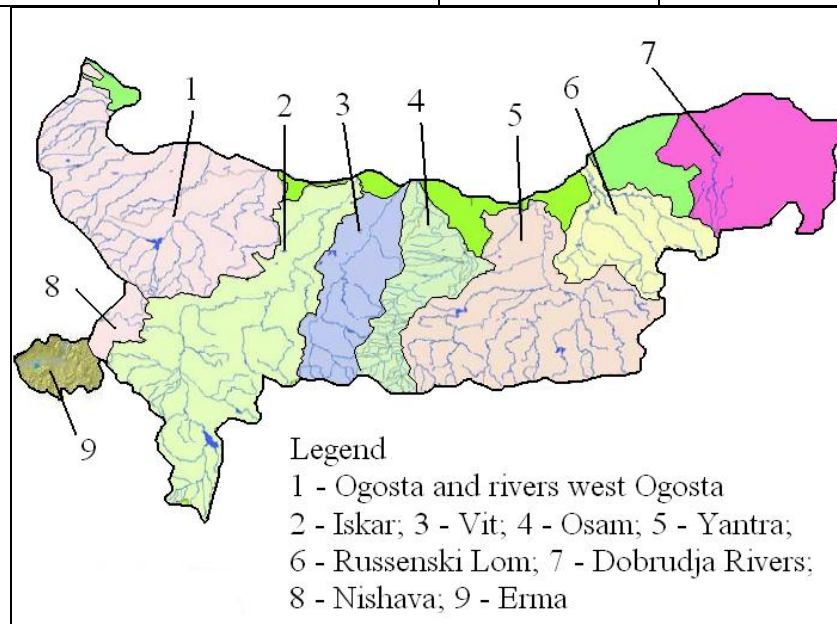 1
2
3
4
5
6
7
8
9
Legend
1 - Ogosta and rivers west Ogosta
2 - Iskar; 3 - Vit; 4 - Osam; 5 - Yantra;
6 - Russenski Lom; 7 - Dobrudja Rivers;
8 - Nishava; 9 - Erma